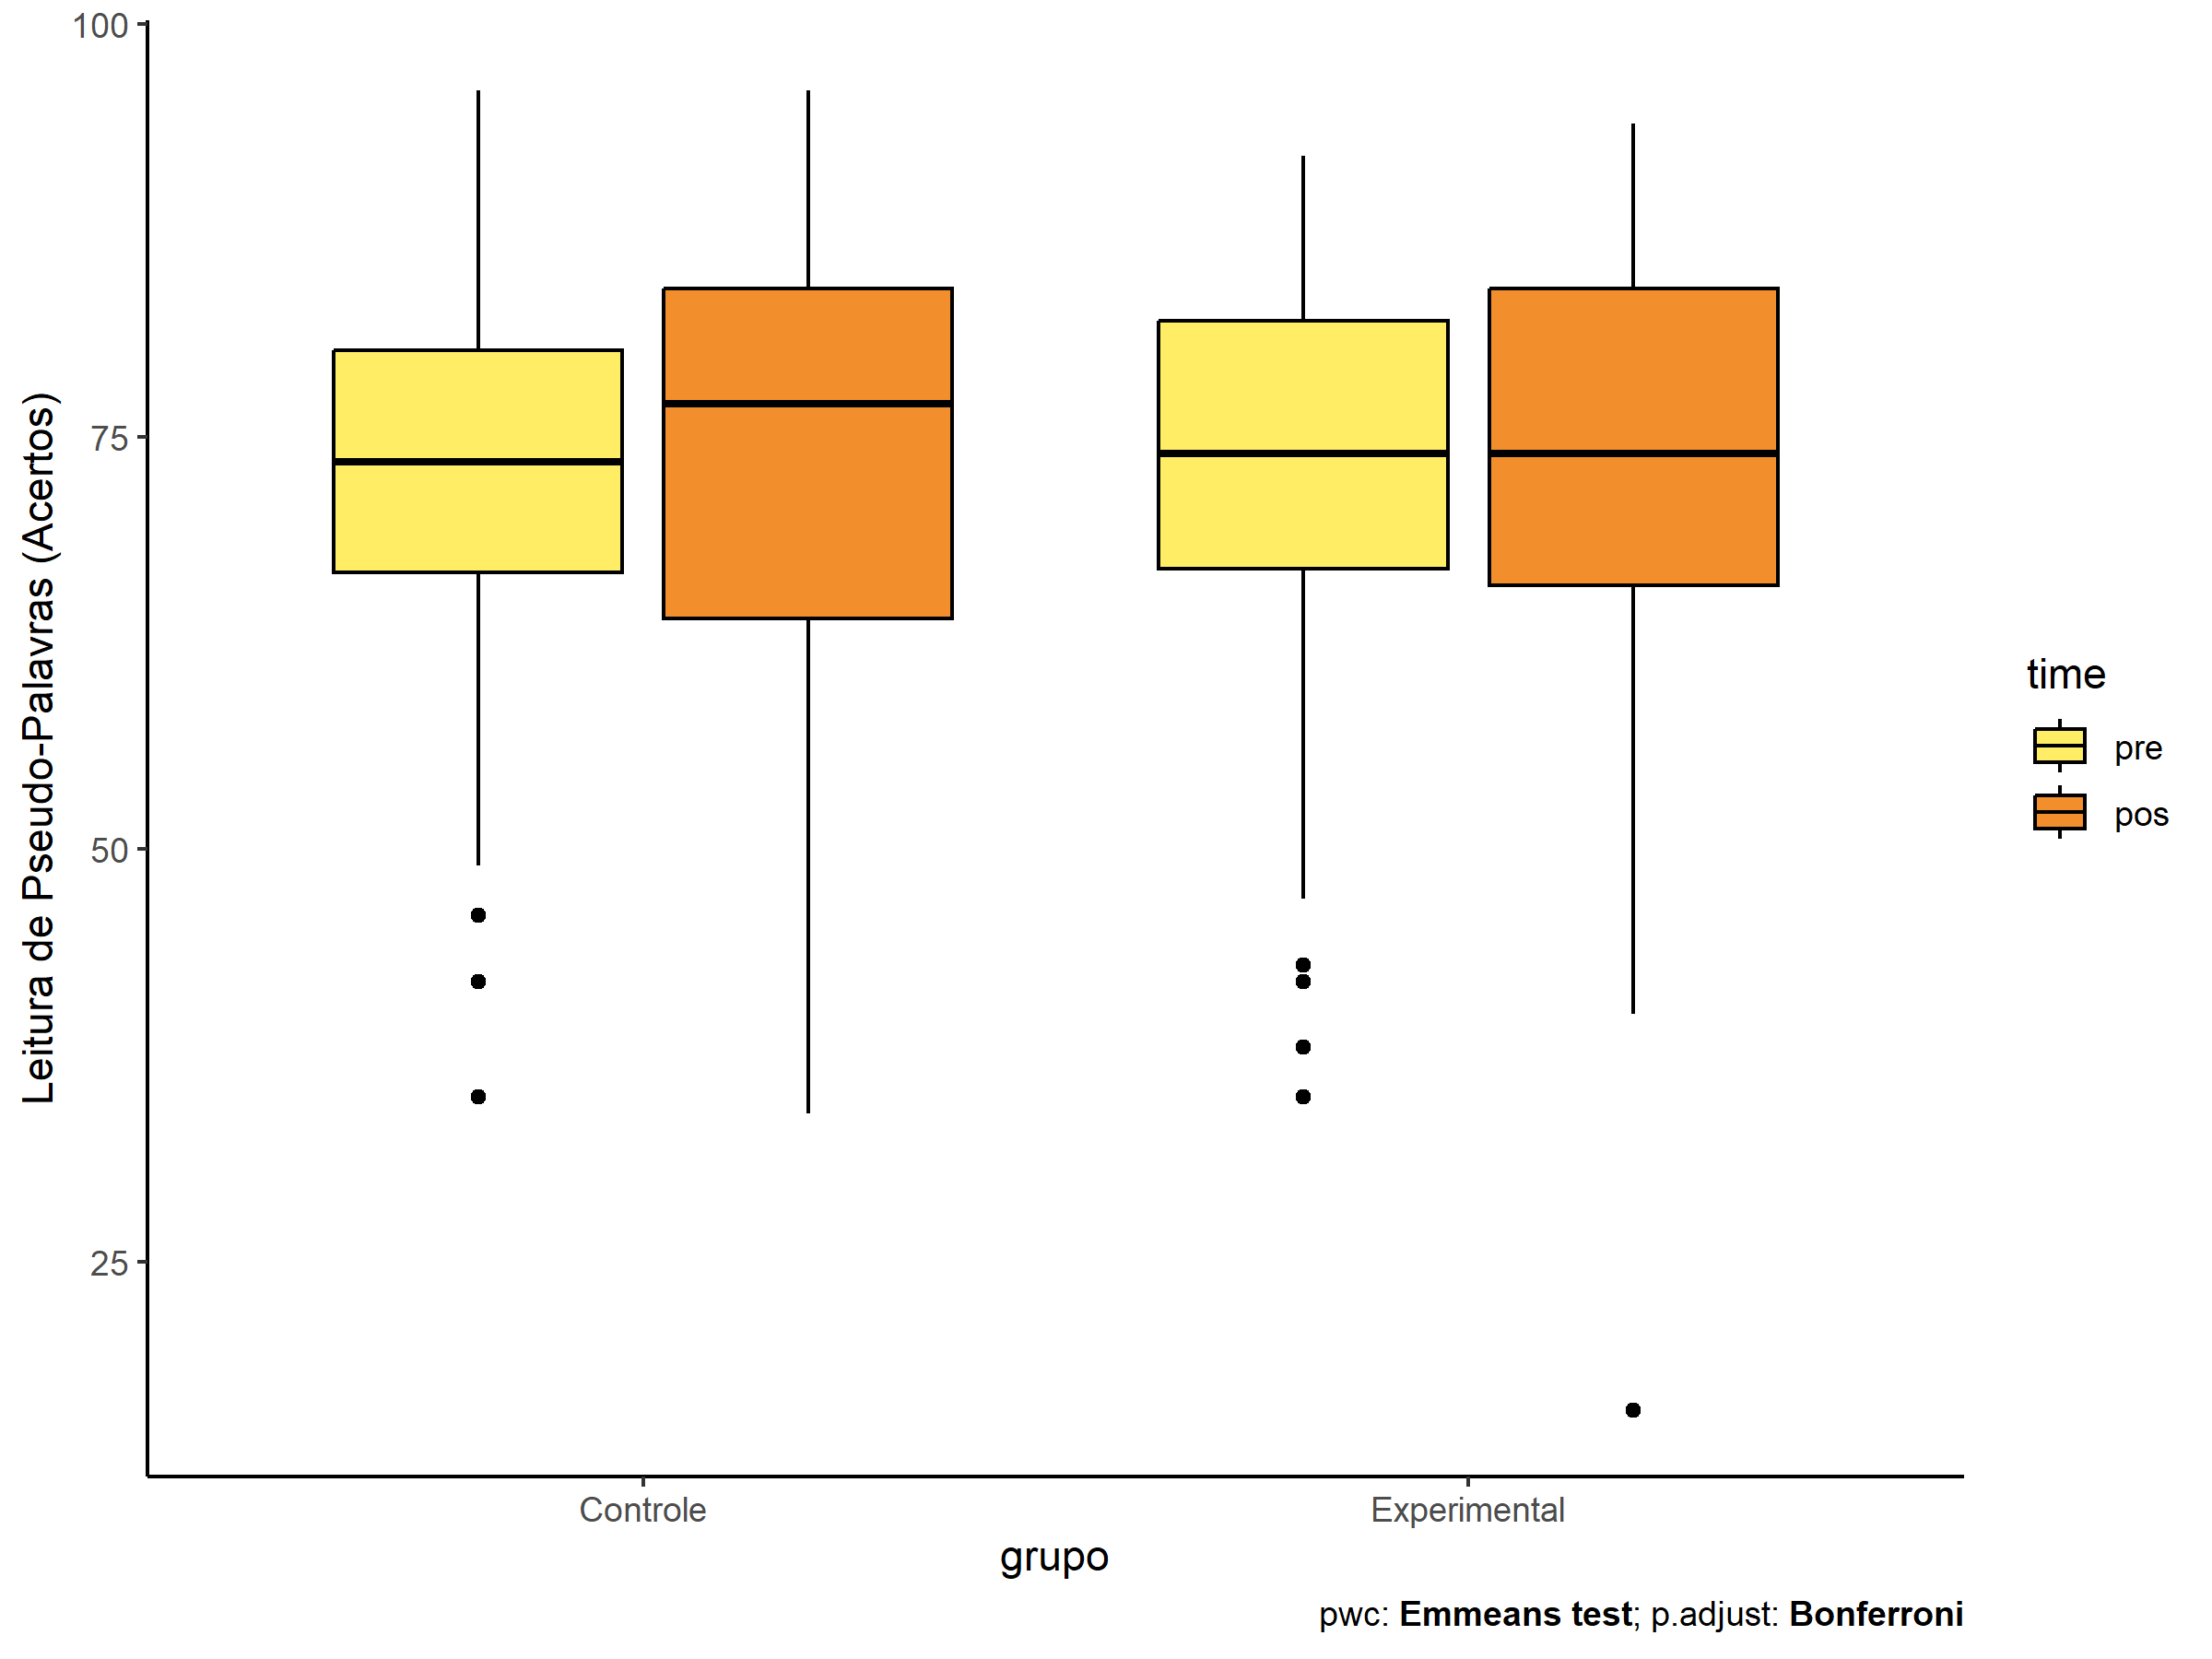 100
75
50
25
Leitura de Pseudo-Palavras (Acertos)
Controle
Experimental
grupo
time
pre
pos
pwc: Emmeans test; p.adjust: Bonferroni